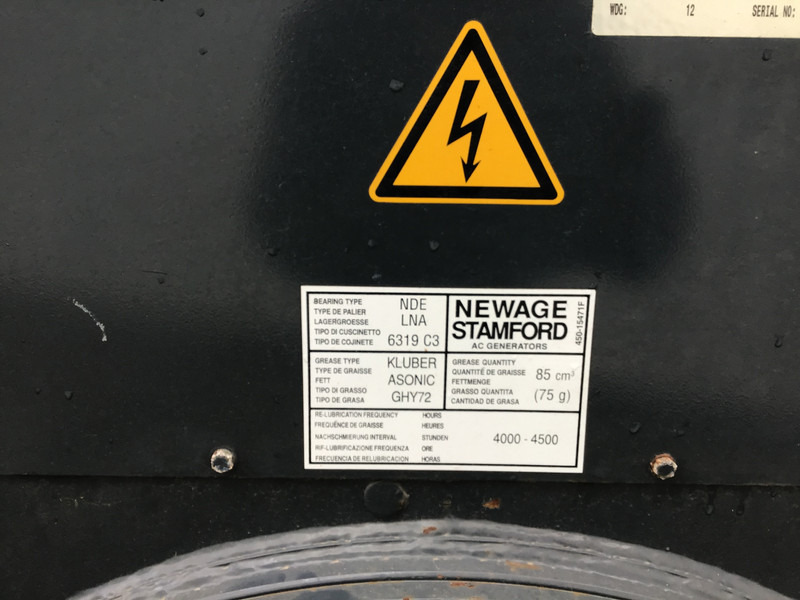 WDG: 12 SERIAL NO:
BEARING TYPE
TYPE DE PALIER
LAGERGROESSE
TIPO DI CUSCINETTO
TIPO DE COJINETE
NDE
LNA
6319 C3
NEWAGE
STAMFORD
AC GENERATORS
450-15471F
GREASE TYPE
TYPE DE GRAISSE
FETT
TIPO DI GRASSO
TIPO DE GRASA
KLUBER
ASONIC
GHY72
GREASE QUANTITY
QUANTITÉ DE GRAISSE
FETTMENGE
GRASSO QUANTITA
CANTIDAD DE GRASA
85 cm³
(75 g)
RE-LUBRICATION FREQUENCY HOURS
FREQUÉNCE DE GRAISSE HEURES
NACHSCHMIERUNG INTERVAL STUNDEN
RIF-LUBRIFICAZIONE FREQUENZA ORE
FRECUENCIA DE RELUBRICACION HORAS
4000 - 4500